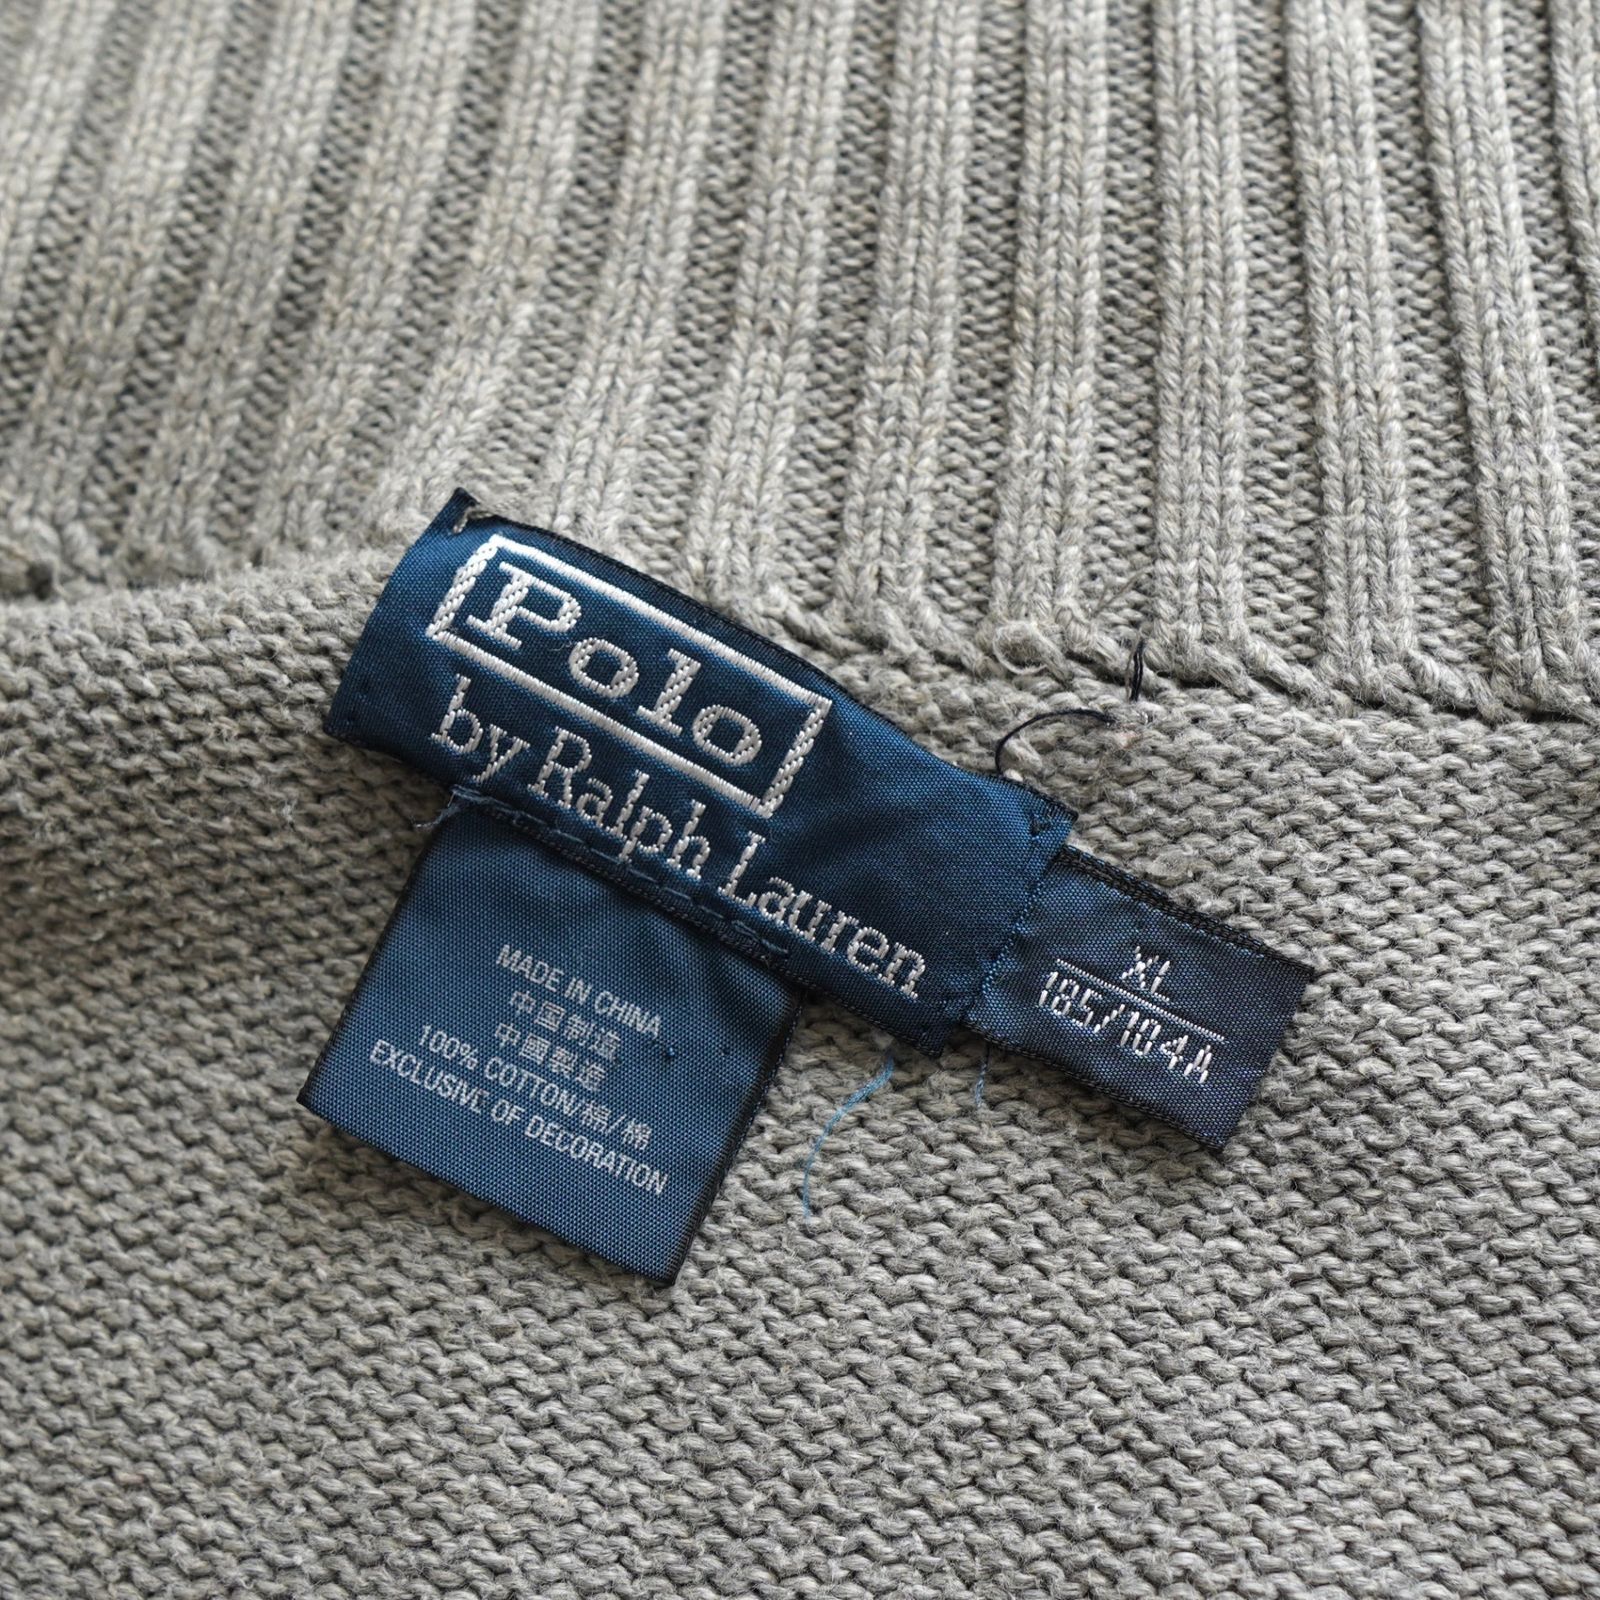 Polo
by Ralph Lauren
XL
185/104A
MADE IN CHINA
中国制造
中國製造
100% COTTON/棉/棉
EXCLUSIVE OF DECORATION